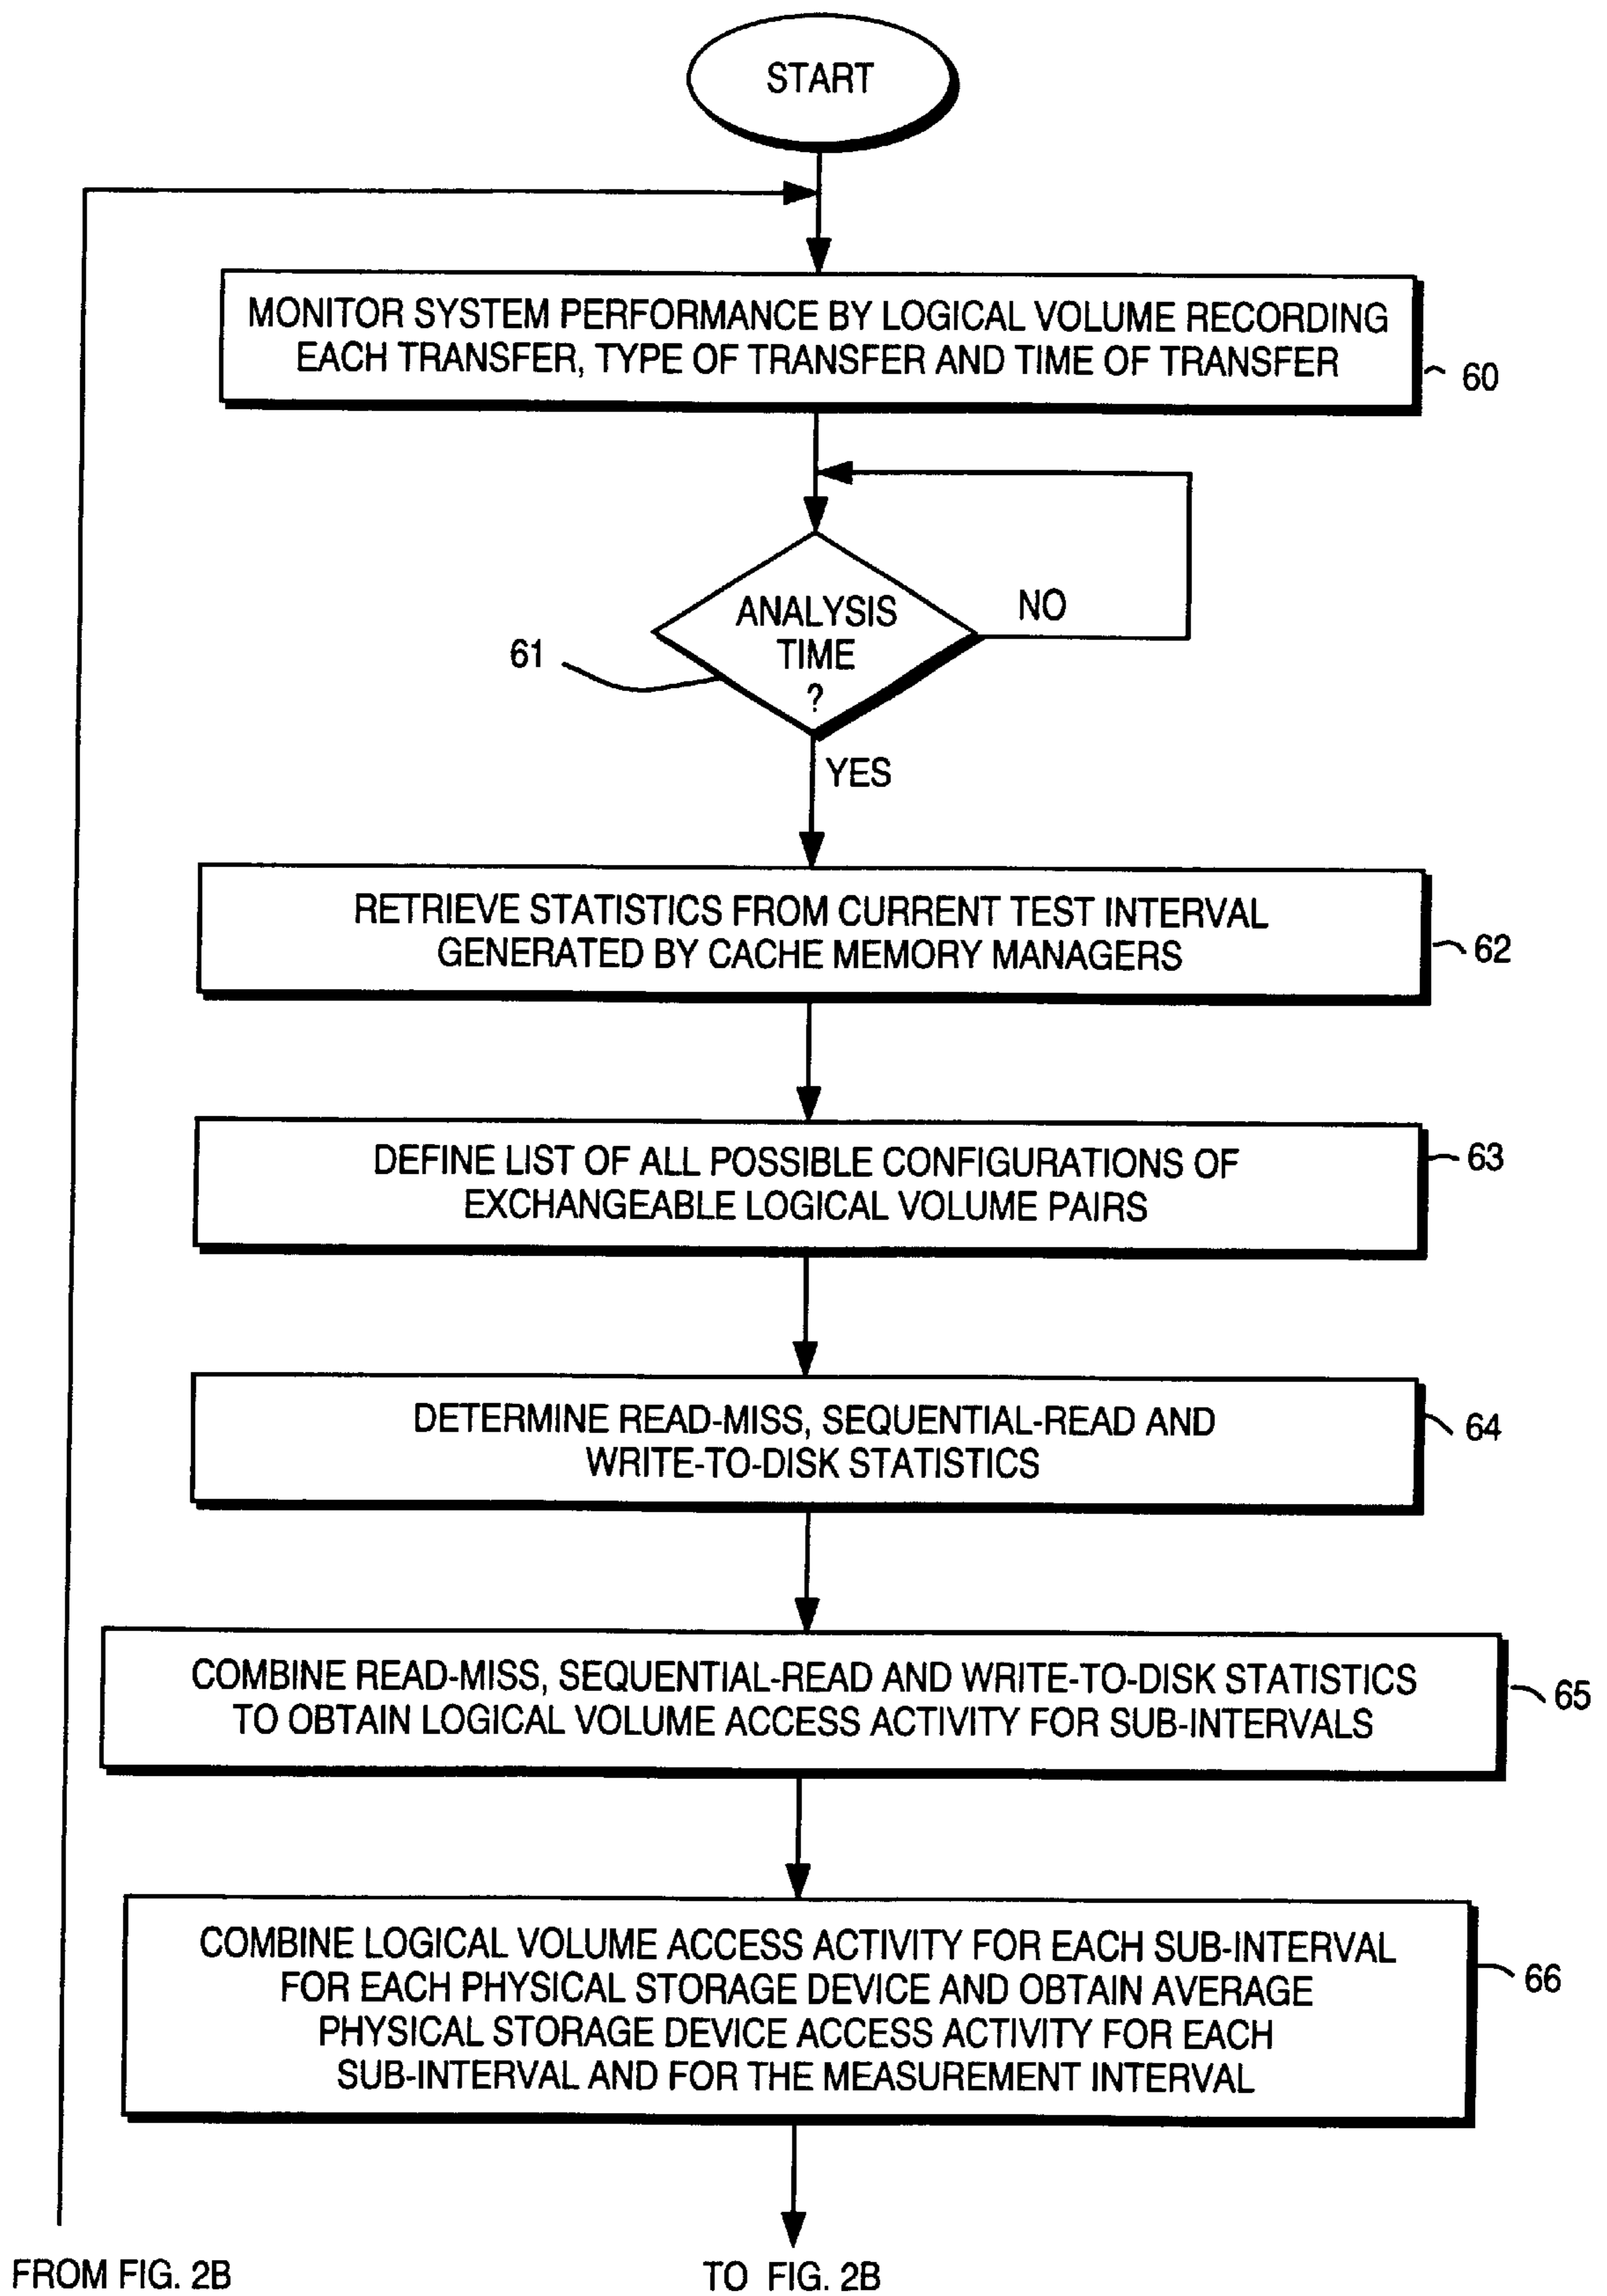 START
MONITOR SYSTEM PERFORMANCE BY LOGICAL VOLUME RECORDING
EACH TRANSFER, TYPE OF TRANSFER AND TIME OF TRANSFER
60
ANALYSIS
TIME
?
NO
61
YES
RETRIEVE STATISTICS FROM CURRENT TEST INTERVAL
GENERATED BY CACHE MEMORY MANAGERS
62
DEFINE LIST OF ALL POSSIBLE CONFIGURATIONS OF
EXCHANGEABLE LOGICAL VOLUME PAIRS
63
DETERMINE READ-MISS, SEQUENTIAL-READ AND
WRITE-TO-DISK STATISTICS
64
COMBINE READ-MISS, SEQUENTIAL-READ AND WRITE-TO-DISK STATISTICS
TO OBTAIN LOGICAL VOLUME ACCESS ACTIVITY FOR SUB-INTERVALS
65
COMBINE LOGICAL VOLUME ACCESS ACTIVITY FOR EACH SUB-INTERVAL
FOR EACH PHYSICAL STORAGE DEVICE AND OBTAIN AVERAGE
PHYSICAL STORAGE DEVICE ACCESS ACTIVITY FOR EACH
SUB-INTERVAL AND FOR THE MEASUREMENT INTERVAL
66
FROM FIG. 2B
TO FIG. 2B